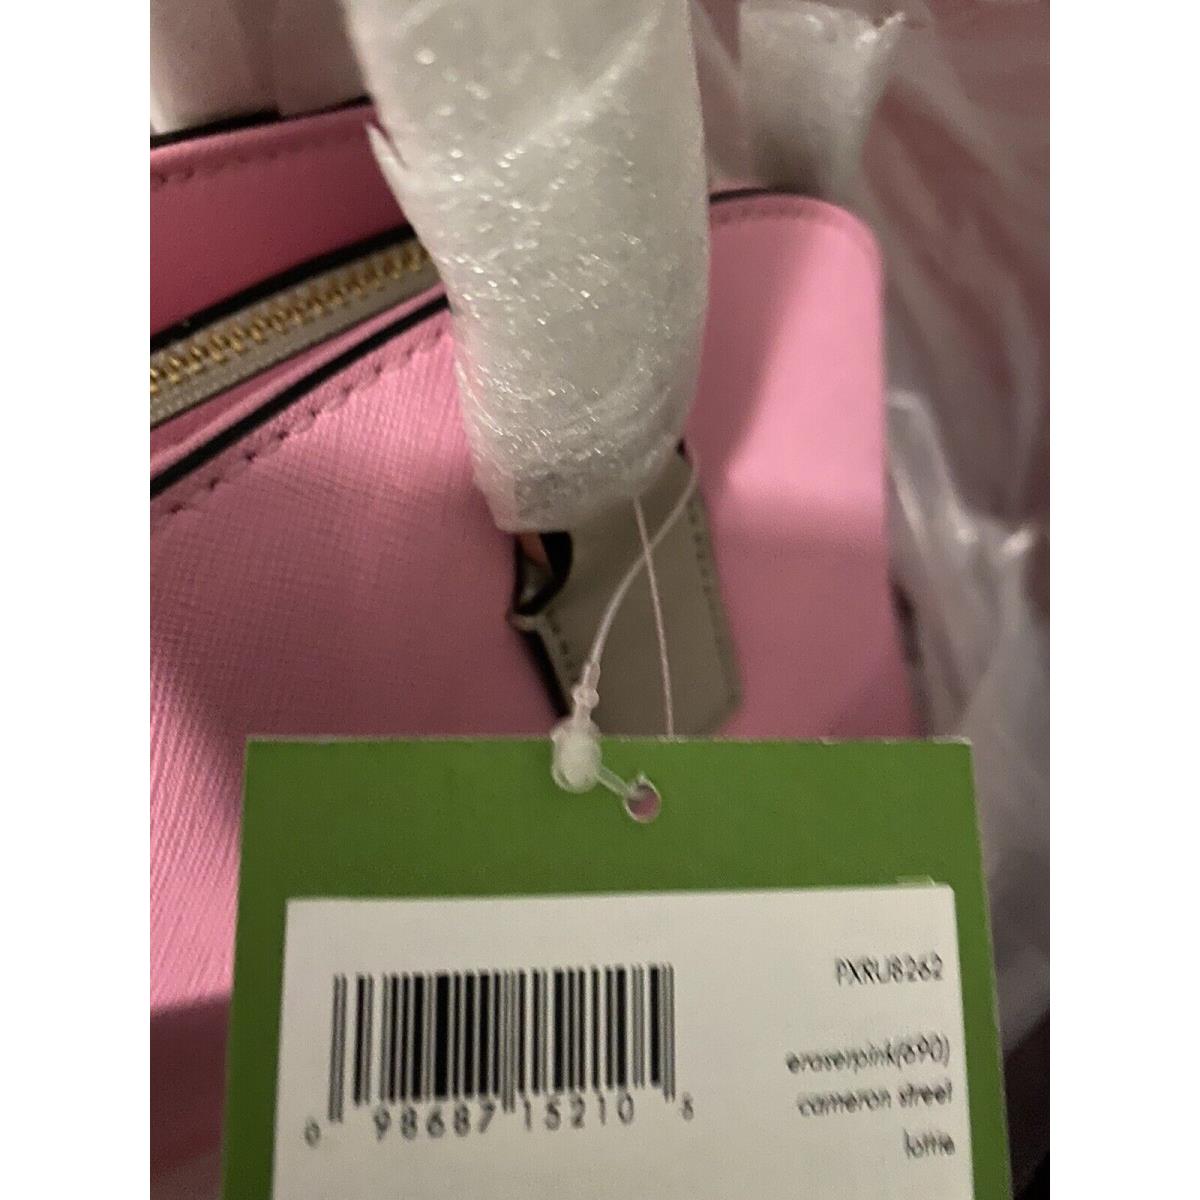 PXRU8262
eraserpink(690)
cameron street
lottie
0 98687 15210 5